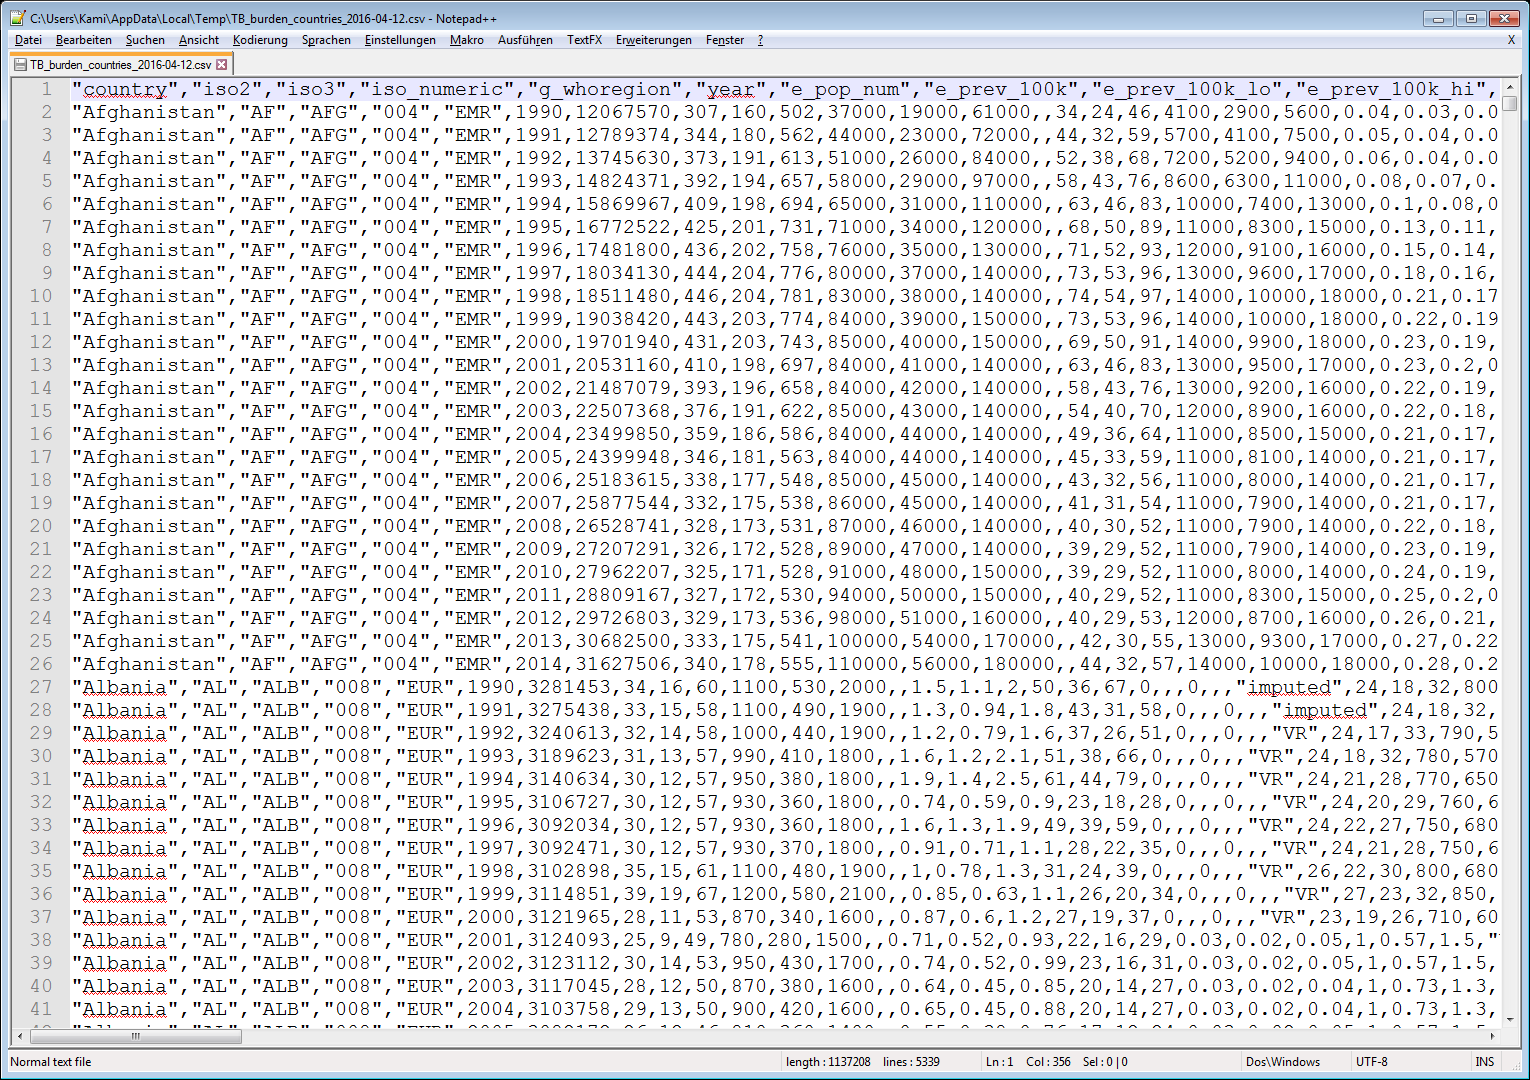 C:\Users\Kami\AppData\Local\Temp\TB_burden_countries_2016-04-12.csv - Notepad++
Datei Bearbeiten Suchen Ansicht Kodierung Sprachen Einstellungen Makro Ausführen TextFX Erweiterungen Fenster ? X
TB_burden_countries_2016-04-12.csv
1 "country","iso2","iso3","iso_numeric","g_whoregion","year","e_pop_num","e_prev_100k","e_prev_100k_lo","e_prev_100k_hi",
2 "Afghanistan","AF","AFG","004","EMR",1990,12067570,307,160,502,37000,19000,61000,,34,24,46,4100,2900,5600,0.04,0.03,0.0
3 "Afghanistan","AF","AFG","004","EMR",1991,12789374,344,180,562,44000,23000,72000,,44,32,59,5700,4100,7500,0.05,0.04,0.0
4 "Afghanistan","AF","AFG","004","EMR",1992,13745630,373,191,613,51000,26000,84000,,52,38,68,7200,5200,9400,0.06,0.04,0.0
5 "Afghanistan","AF","AFG","004","EMR",1993,14824371,392,194,657,58000,29000,97000,,58,43,76,8600,6300,11000,0.08,0.07,0.
6 "Afghanistan","AF","AFG","004","EMR",1994,15869967,409,198,694,65000,31000,110000,,63,46,83,10000,7400,13000,0.1,0.08,0
7 "Afghanistan","AF","AFG","004","EMR",1995,16772522,425,201,731,71000,34000,120000,,68,50,89,11000,8300,15000,0.13,0.11,
8 "Afghanistan","AF","AFG","004","EMR",1996,17481800,436,202,758,76000,35000,130000,,71,52,93,12000,9100,16000,0.15,0.14,
9 "Afghanistan","AF","AFG","004","EMR",1997,18034130,444,204,776,80000,37000,140000,,73,53,96,13000,9600,17000,0.18,0.16,
10 "Afghanistan","AF","AFG","004","EMR",1998,18511480,446,204,781,83000,38000,140000,,74,54,97,14000,10000,18000,0.21,0.17
11 "Afghanistan","AF","AFG","004","EMR",1999,19038420,443,203,774,84000,39000,150000,,73,53,96,14000,10000,18000,0.22,0.19
12 "Afghanistan","AF","AFG","004","EMR",2000,19701940,431,203,743,85000,40000,150000,,69,50,91,14000,9900,18000,0.23,0.19,
13 "Afghanistan","AF","AFG","004","EMR",2001,20531160,410,198,697,84000,41000,140000,,63,46,83,13000,9500,17000,0.23,0.2,0
14 "Afghanistan","AF","AFG","004","EMR",2002,21487079,393,196,658,84000,42000,140000,,58,43,76,13000,9200,16000,0.22,0.19,
15 "Afghanistan","AF","AFG","004","EMR",2003,22507368,376,191,622,85000,43000,140000,,54,40,70,12000,8900,16000,0.22,0.18,
16 "Afghanistan","AF","AFG","004","EMR",2004,23499850,359,186,586,84000,44000,140000,,49,36,64,11000,8500,15000,0.21,0.17,
17 "Afghanistan","AF","AFG","004","EMR",2005,24399948,346,181,563,84000,44000,140000,,45,33,59,11000,8100,14000,0.21,0.17,
18 "Afghanistan","AF","AFG","004","EMR",2006,25183615,338,177,548,85000,45000,140000,,43,32,56,11000,8000,14000,0.21,0.17,
19 "Afghanistan","AF","AFG","004","EMR",2007,25877544,332,175,538,86000,45000,140000,,41,31,54,11000,7900,14000,0.21,0.17,
20 "Afghanistan","AF","AFG","004","EMR",2008,26528741,328,173,531,87000,46000,140000,,40,30,52,11000,7900,14000,0.22,0.18,
21 "Afghanistan","AF","AFG","004","EMR",2009,27207291,326,172,528,89000,47000,140000,,39,29,52,11000,7900,14000,0.23,0.19,
22 "Afghanistan","AF","AFG","004","EMR",2010,27962207,325,171,528,91000,48000,150000,,39,29,52,11000,8000,14000,0.24,0.19,
23 "Afghanistan","AF","AFG","004","EMR",2011,28809167,327,172,530,94000,50000,150000,,40,29,52,11000,8300,15000,0.25,0.2,0
24 "Afghanistan","AF","AFG","004","EMR",2012,29726803,329,173,536,98000,51000,160000,,40,29,53,12000,8700,16000,0.26,0.21,
25 "Afghanistan","AF","AFG","004","EMR",2013,30682500,333,175,541,100000,54000,170000,,42,30,55,13000,9300,17000,0.27,0.22
26 "Afghanistan","AF","AFG","004","EMR",2014,31627506,340,178,555,110000,56000,180000,,44,32,57,14000,10000,18000,0.28,0.2
27 "Albania","AL","ALB","008","EUR",1990,3281453,34,16,60,1100,530,2000,,1.5,1.1,2,50,36,67,0,,,0,,,"imputed",24,18,32,800
28 "Albania","AL","ALB","008","EUR",1991,3275438,33,15,58,1100,490,1900,,1.3,0.94,1.8,43,31,58,0,,,0,,,"imputed",24,18,32,
29 "Albania","AL","ALB","008","EUR",1992,3240613,32,14,58,1000,440,1900,,1.2,0.79,1.6,37,26,51,0,,,0,,,"VR",24,17,33,790,5
30 "Albania","AL","ALB","008","EUR",1993,3189623,31,13,57,990,410,1800,,1.6,1.2,2.1,51,38,66,0,,,0,,,"VR",24,18,32,780,570
31 "Albania","AL","ALB","008","EUR",1994,3140634,30,12,57,950,380,1800,,1.9,1.4,2.5,61,44,79,0,,,0,,,"VR",24,21,28,770,650
32 "Albania","AL","ALB","008","EUR",1995,3106727,30,12,57,930,360,1800,,0.74,0.59,0.9,23,18,28,0,,,0,,,"VR",24,20,29,760,6
33 "Albania","AL","ALB","008","EUR",1996,3092034,30,12,57,930,360,1800,,1.6,1.3,1.9,49,39,59,0,,,0,,,"VR",24,22,27,750,680
34 "Albania","AL","ALB","008","EUR",1997,3092471,30,12,57,930,370,1800,,0.91,0.71,1.1,28,22,35,0,,,0,,,"VR",24,21,28,750,6
35 "Albania","AL","ALB","008","EUR",1998,3102898,35,15,61,1100,480,1900,,1,0.78,1.3,31,24,39,0,,,0,,,"VR",26,22,30,800,680
36 "Albania","AL","ALB","008","EUR",1999,3114851,39,19,67,1200,580,2100,,0.85,0.63,1.1,26,20,34,0,,,0,,,"VR",27,23,32,850,
37 "Albania","AL","ALB","008","EUR",2000,3121965,28,11,53,870,340,1600,,0.87,0.6,1.2,27,19,37,0,,,0,,,"VR",23,19,26,710,60
38 "Albania","AL","ALB","008","EUR",2001,3124093,25,9,49,780,280,1500,,0.71,0.52,0.93,22,16,29,0.03,0.02,0.05,1,0.57,1.5,"
39 "Albania","AL","ALB","008","EUR",2002,3123112,30,14,53,950,430,1700,,0.74,0.52,0.99,23,16,31,0.03,0.02,0.05,1,0.57,1.5,
40 "Albania","AL","ALB","008","EUR",2003,3117045,28,12,50,870,380,1600,,0.64,0.45,0.85,20,14,27,0.03,0.02,0.04,1,0.73,1.3,
41 "Albania","AL","ALB","008","EUR",2004,3103758,29,13,50,900,420,1600,,0.65,0.45,0.88,20,14,27,0.03,0.02,0.04,1,0.73,1.3,
Normal text file length : 1137208 lines : 5339 Ln : 1 Col : 356 Sel : 0 | 0 Dos\Windows UTF-8 INS